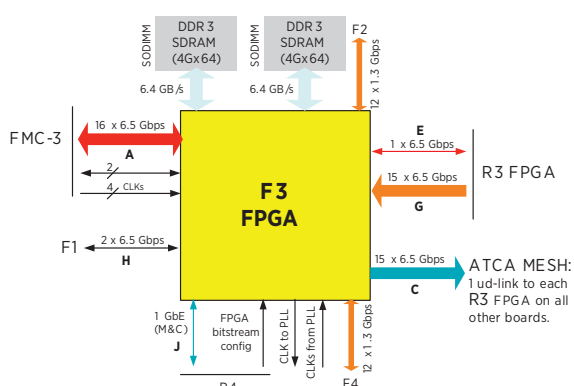 SODIMM
DDR 3
SDRAM
(4Gx64)
SODIMM
DDR 3
SDRAM
(4Gx64)
F2
12 x 1.3 Gbps
6.4 GB/s
6.4 GB/s
FMC-3
16 x 6.5 Gbps
A
2
4 CLKs
F1
2 x 6.5 Gbps
H
F3
FPGA
E
1 x 6.5 Gbps
15 x 6.5 Gbps
G
R3 FPGA
15 x 6.5 Gbps
C
ATCA MESH:
1 ud-link to each
R3 FPGA on all
other boards.
1 GbE
(M&C)
J
FPGA
bitstream
config
CLK to PLL
CLKs from PLL
12 x 1.3 Gbps
F4